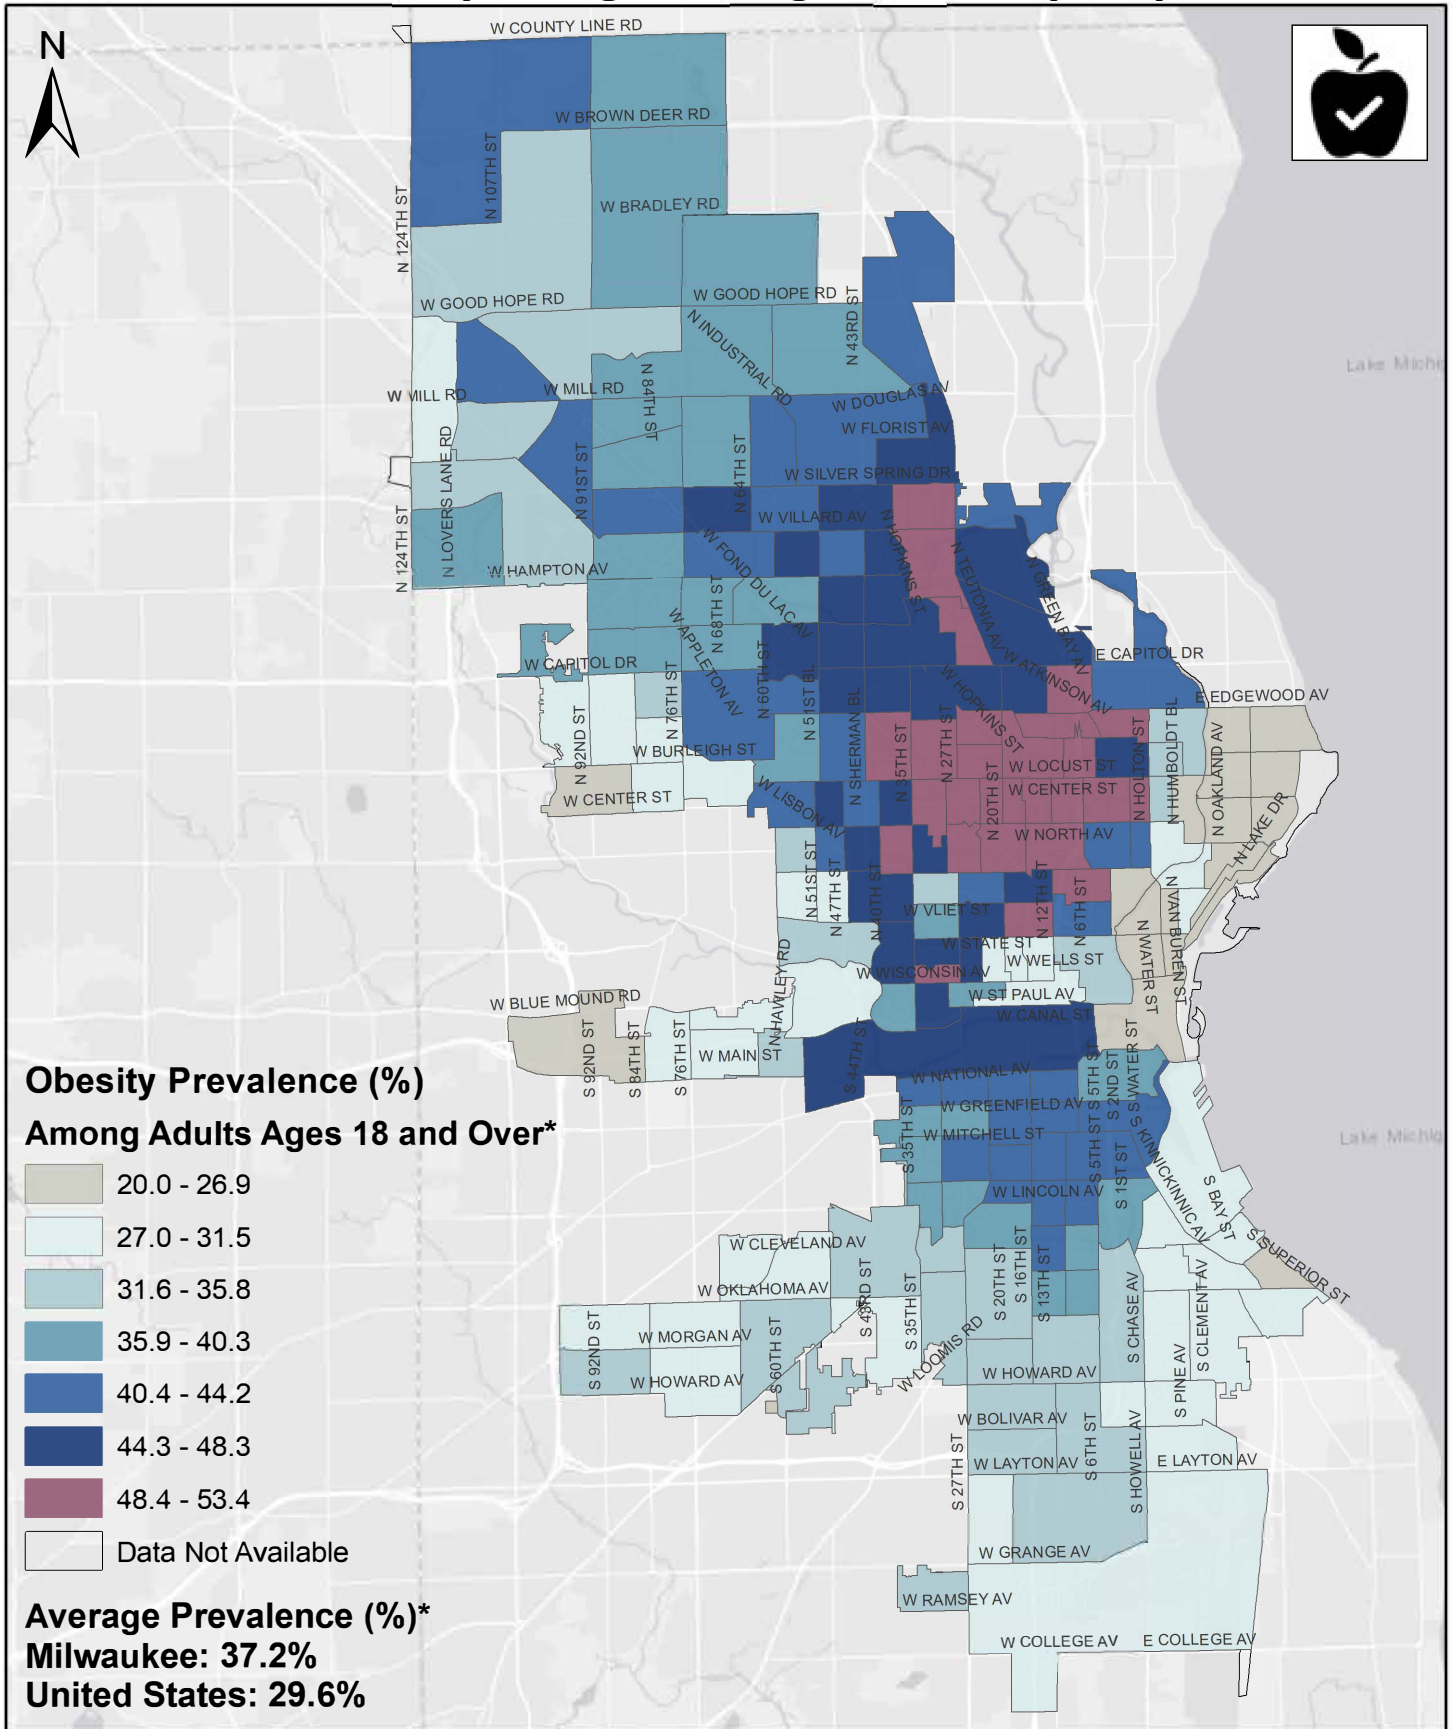 N
W COUNTY LINE RD
W BROWN DEER RD
N 107TH ST
N 124TH ST
W BRADLEY RD
W GOOD HOPE RD
W GOOD HOPE RD
N 43RD ST
N INDUSTRIAL RD
Lake Michig
W MILL RD
W MILL RD
N 84TH ST
W DOUGLAS AV
W FLORIST AV
N LOVERS LANE RD
N 91ST ST
N 64TH ST
W SILVER SPRING DR
W VILLARD AV
N HOPKINS ST
N 124TH ST
W HAMPTON AV
W FOND DU LAC AV
N TEUTONIA AV
N GREEN BAY AV
N 68TH ST
W APPLETON AV
W CAPITOL DR
E CAPITOL DR
W ATKINSON AV
N 76TH ST
N 60TH ST
N 51ST BL
N SHERMAN BL
W HOPKINS ST
E EDGEWOOD AV
N 92ND ST
W BURLEIGH ST
N 35TH ST
N 27TH ST
W LOCUST ST
N HOLTON ST
N HUMBOLDT BL
N OAKLAND AV
W CENTER ST
W CENTER ST
W LISBON AV
N 20TH ST
W NORTH AV
N LAKE DR
N 51ST ST
N 47TH ST
N 40TH ST
W VLIET ST
N 12TH ST
N 6TH ST
N WATER ST
N VAN BUREN ST
W STATE ST
W WELLS ST
N HAWLEY RD
W WISCONSIN AV
W BLUE MOUND RD
W ST PAUL AV
W CANAL ST
S 92ND ST
S 84TH ST
S 76TH ST
W MAIN ST
S 44TH ST
W NATIONAL AV
S 5TH ST
S 2ND ST
S WATER ST
W GREENFIELD AV
S 35TH ST
W MITCHELL ST
S 5TH ST
S 1ST ST
S KINNICKINNIC AV
Lake Michig
W LINCOLN AV
S BAY ST
S SUPERIOR ST
W CLEVELAND AV
W OKLAHOMA AV
S 43RD ST
S 35TH ST
S 20TH ST
S 16TH ST
S 13TH ST
S CHASE AV
S CLEMENT AV
S 92ND ST
W MORGAN AV
S 60TH ST
W HOWARD AV
W LOOMIS RD
W HOWARD AV
S PINE AV
W BOLIVAR AV
S 27TH ST
W LAYTON AV
S 6TH ST
S HOWELL AV
E LAYTON AV
W GRANGE AV
W RAMSEY AV
W COLLEGE AV
E COLLEGE AV
Obesity Prevalence (%)
Among Adults Ages 18 and Over*
20.0 - 26.9
27.0 - 31.5
31.6 - 35.8
35.9 - 40.3
40.4 - 44.2
44.3 - 48.3
48.4 - 53.4
Data Not Available
Average Prevalence (%)*
Milwaukee: 37.2%
United States: 29.6%